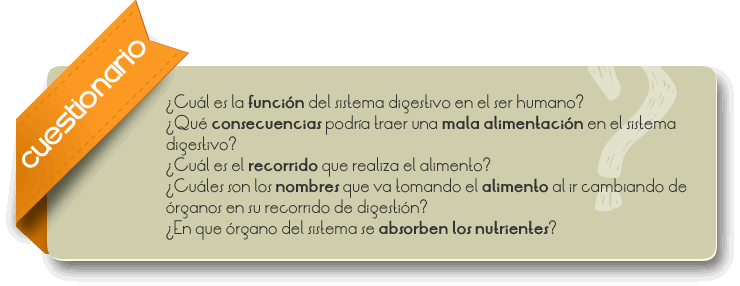 cuestionario
¿Cuál es la función del sistema digestivo en el ser humano?
¿Qué consecuencias podría traer una mala alimentación en el sistema
digestivo?
¿Cuál es el recorrido que realiza el alimento?
¿Cuáles son los nombres que va tomando el alimento al ir cambiando de
órganos en su recorrido de digestión?
¿En que órgano del sistema se absorben los nutrientes?
?